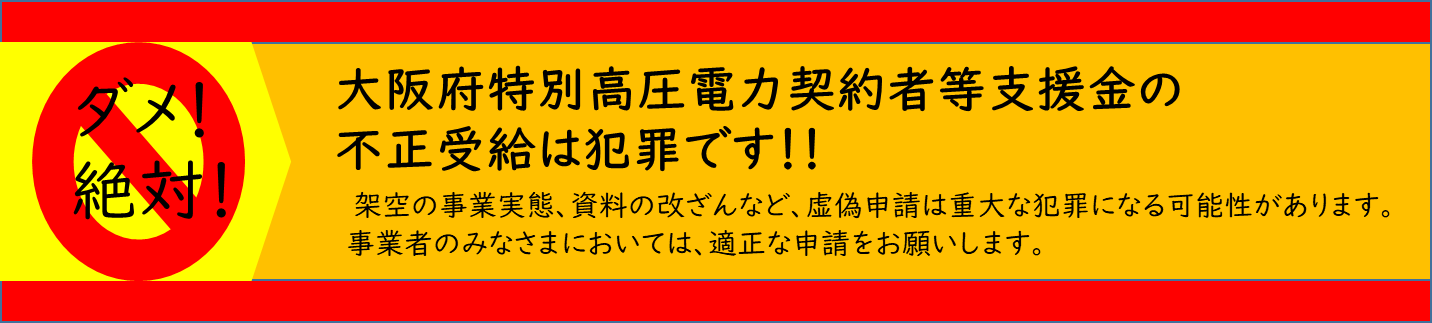 ダメ!
絶対!
大阪府特別高圧電力契約者等支援金の
不正受給は犯罪です!!
架空の事業実態、資料の改ざんなど、虚偽申請は重大な犯罪になる可能性があります。
事業者のみなさまにおいては、適正な申請をお願いします。